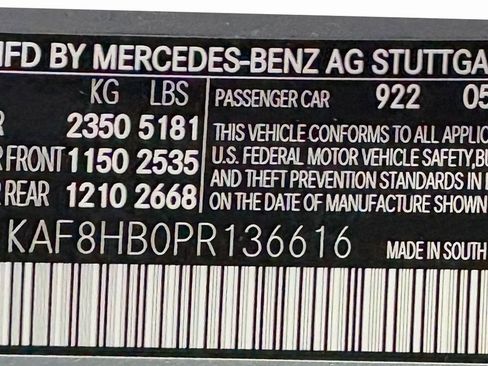 MFD BY MERCEDES-BENZ AG STUTTGA
KG LBS PASSENGER CAR 922 05
R 2350 5181 THIS VEHICLE CONFORMS TO ALL APPLIC
R FRONT 1150 2535 U.S. FEDERAL MOTOR VEHICLE SAFETY,BU
R REAR 1210 2668 AND THEFT PREVENTION STANDARDS IN E
ON THE DATE OF MANUFACTURE SHOWN
KAF8HB0PR136616 MADE IN SOUTH